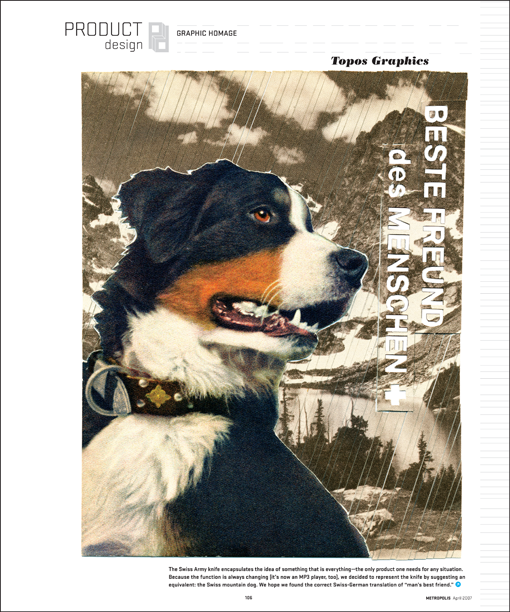 PRODUCT
design
GRAPHIC HOMAGE
Topos Graphics
BESTE FREUND
des MENSCHEN
The Swiss Army knife encapsulates the idea of something that is everything—the only product one needs for any situation.
Because the function is always changing (it's now an MP3 player, too), we decided to represent the knife by suggesting an
equivalent: the Swiss mountain dog. We hope we found the correct Swiss-German translation of “man's best friend.”
106
METROPOLIS April 2007